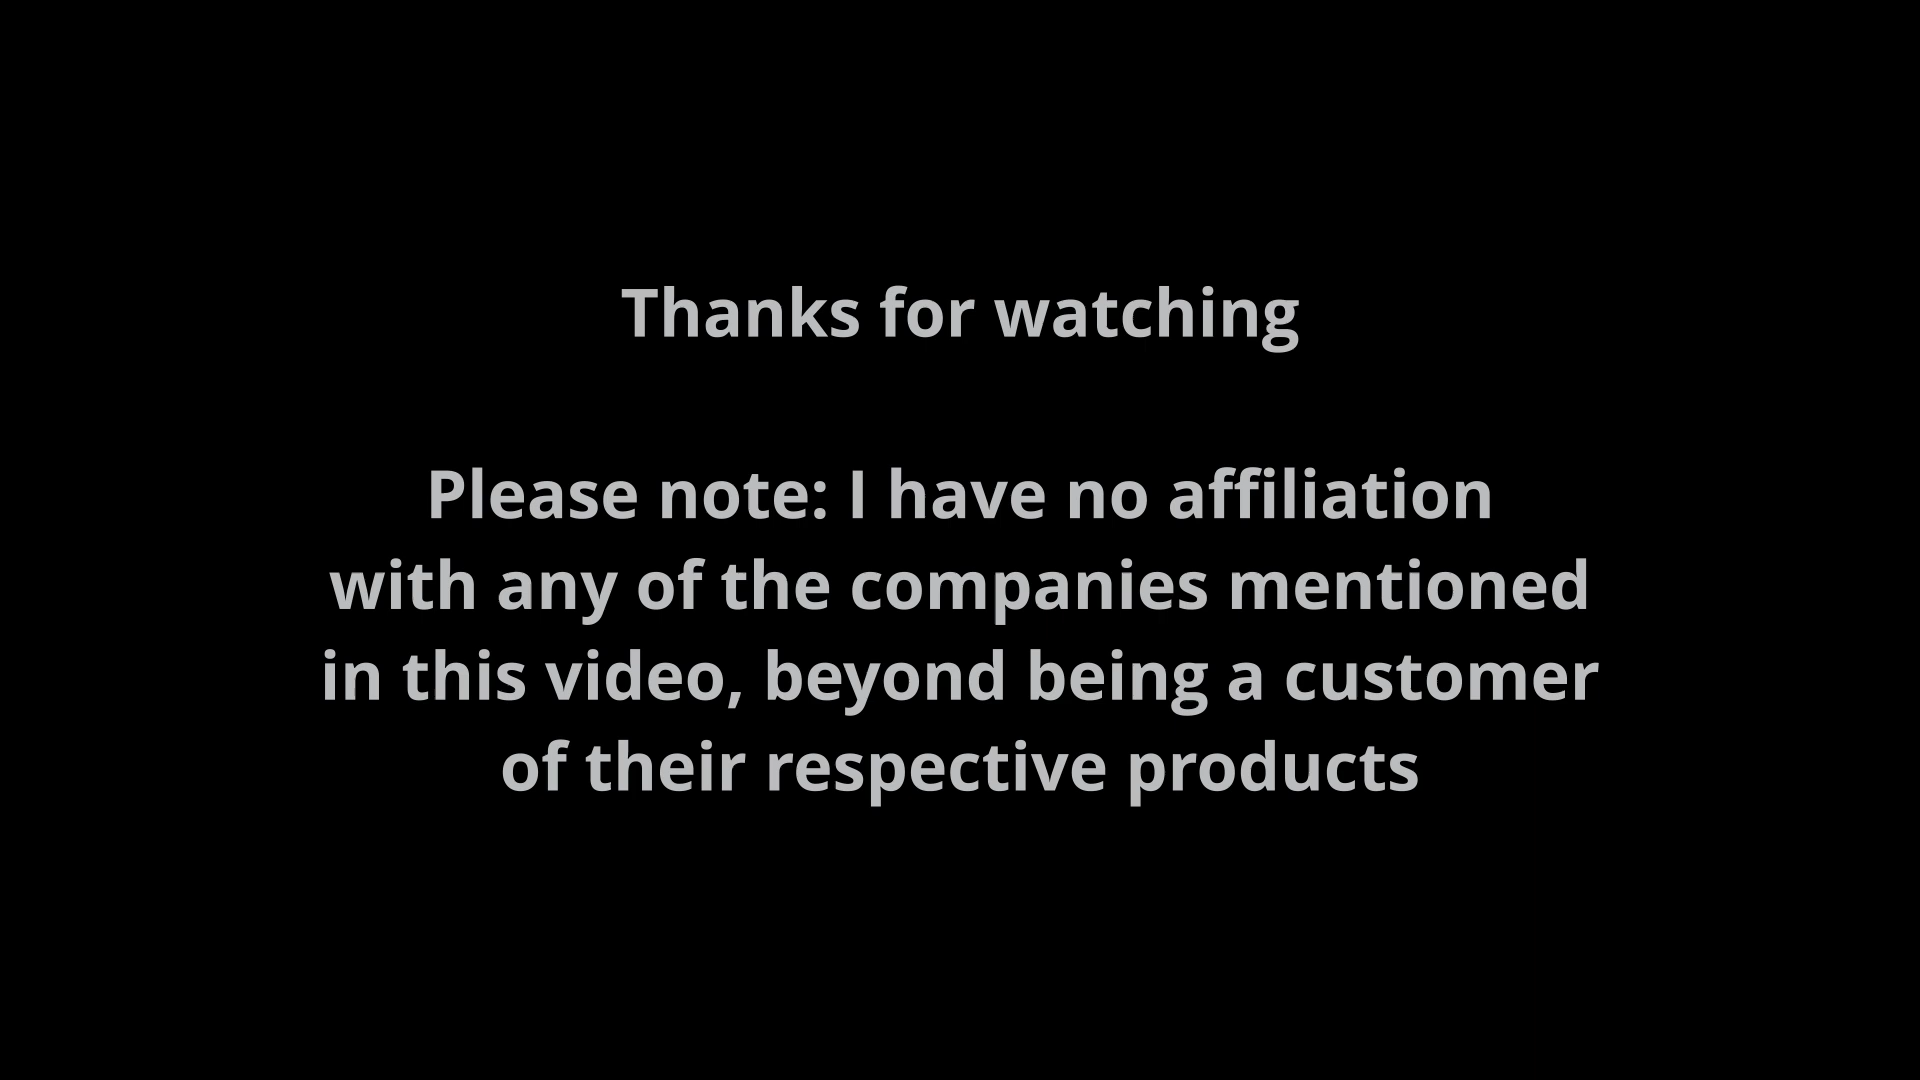 Thanks for watching
Please note: I have no affiliation
with any of the companies mentioned
in this video, beyond being a customer
of their respective products